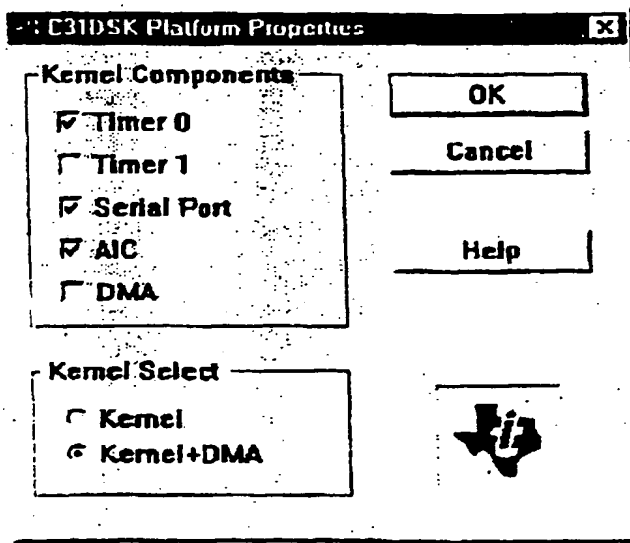 C31DSK Platform Properties
Kernel Components
Timer 0
Timer 1
Serial Port
AIC
DMA
OK
Cancel
Help
Kernel Select
Kernel
Kernel+DMA